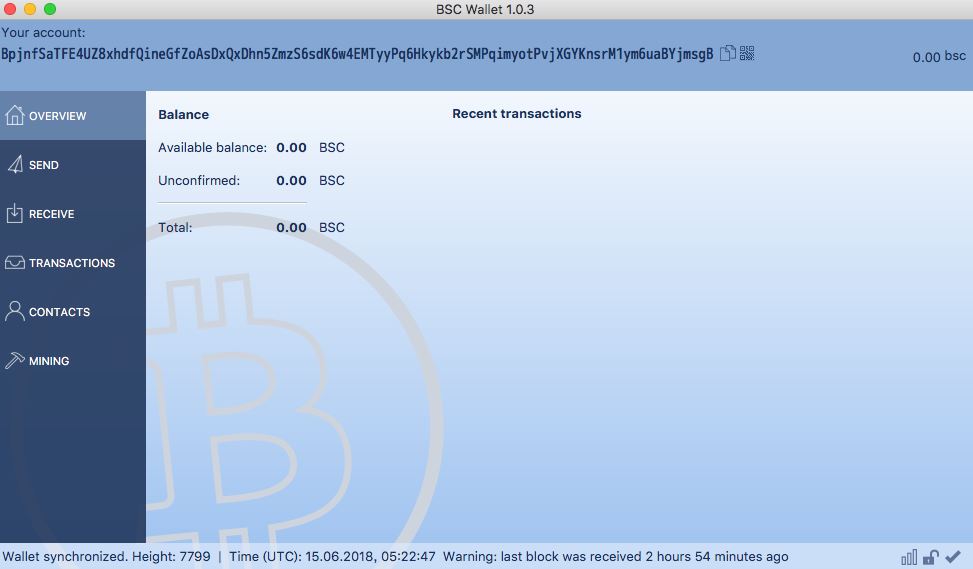 BSC Wallet 1.0.3
Your account:
BpjnfSaTFE4UZ8xhdfQineGfZoAsDxQxDhn5ZmzS6sdK6w4EMTyyPq6Hkykb2rSMPqimyotPvjXGYKnsrM1ym6uaBYjmsgB
0.00 bsc
OVERVIEW
SEND
RECEIVE
TRANSACTIONS
CONTACTS
MINING
Balance
Available balance: 0.00 BSC
Unconfirmed: 0.00 BSC
Total: 0.00 BSC
Recent transactions
Wallet synchronized. Height: 7799 | Time (UTC): 15.06.2018, 05:22:47 Warning: last block was received 2 hours 54 minutes ago